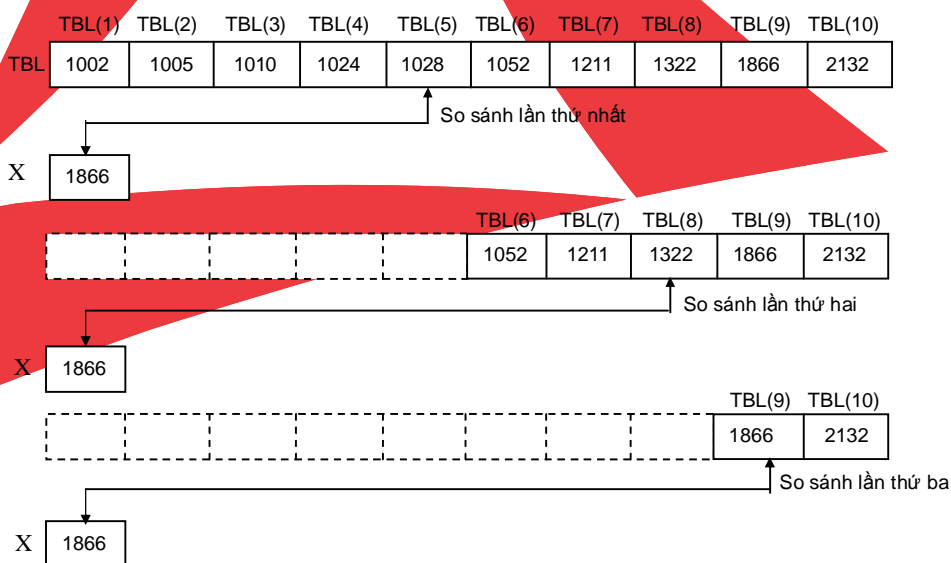 TBL(1) TBL(2) TBL(3) TBL(4) TBL(5) TBL(6) TBL(7) TBL(8) TBL(9) TBL(10)
TBL 1002 1005 1010 1024 1028 1052 1211 1322 1866 2132
So sánh lần thứ nhất
X 1866
TBL(6) TBL(7) TBL(8) TBL(9) TBL(10)
1052 1211 1322 1866 2132
So sánh lần thứ hai
X 1866
TBL(9) TBL(10)
1866 2132
So sánh lần thứ ba
X 1866